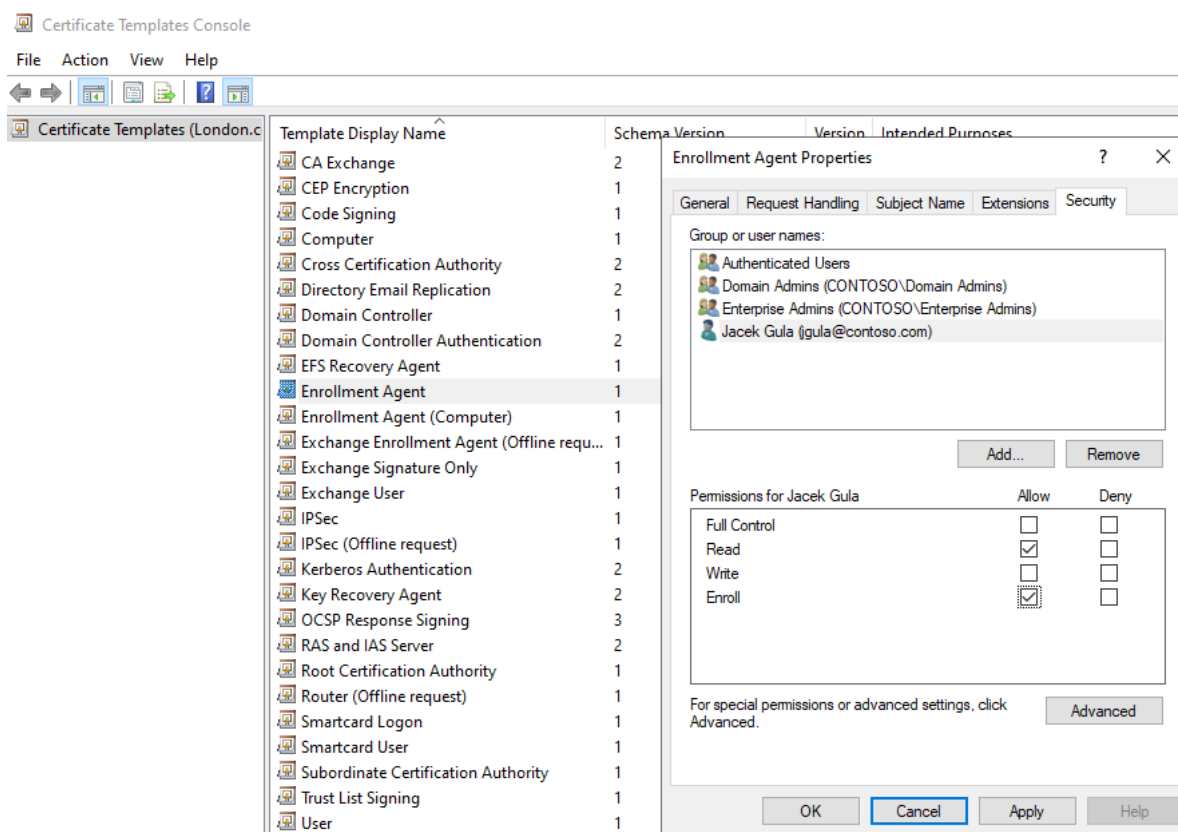 Certificate Templates Console
File Action View Help
Certificate Templates (London.c
Template Display Name Schema Version Version Intended Purposes
CA Exchange 2
CEP Encryption 1
Code Signing 1
Computer 1
Cross Certification Authority 2
Directory Email Replication 2
Domain Controller 1
Domain Controller Authentication 2
EFS Recovery Agent 1
Enrollment Agent 1
Enrollment Agent (Computer) 1
Exchange Enrollment Agent (Offline requ... 1
Exchange Signature Only 1
Exchange User 1
IPSec 1
IPSec (Offline request) 1
Kerberos Authentication 2
Key Recovery Agent 2
OCSP Response Signing 3
RAS and IAS Server 2
Root Certification Authority 1
Router (Offline request) 1
Smartcard Logon 1
Smartcard User 1
Subordinate Certification Authority 1
Trust List Signing 1
User 1
Enrollment Agent Properties ?
General Request Handling Subject Name Extensions Security
Group or user names:
Authenticated Users
Domain Admins (CONTOSO\Domain Admins)
Enterprise Admins (CONTOSO\Enterprise Admins)
Jacek Gula (jgula@contoso.com)
Add... Remove
Permissions for Jacek Gula Allow Deny
Full Control
Read
Write
Enroll
For special permissions or advanced settings, click
Advanced.
Advanced
OK Cancel Apply Help